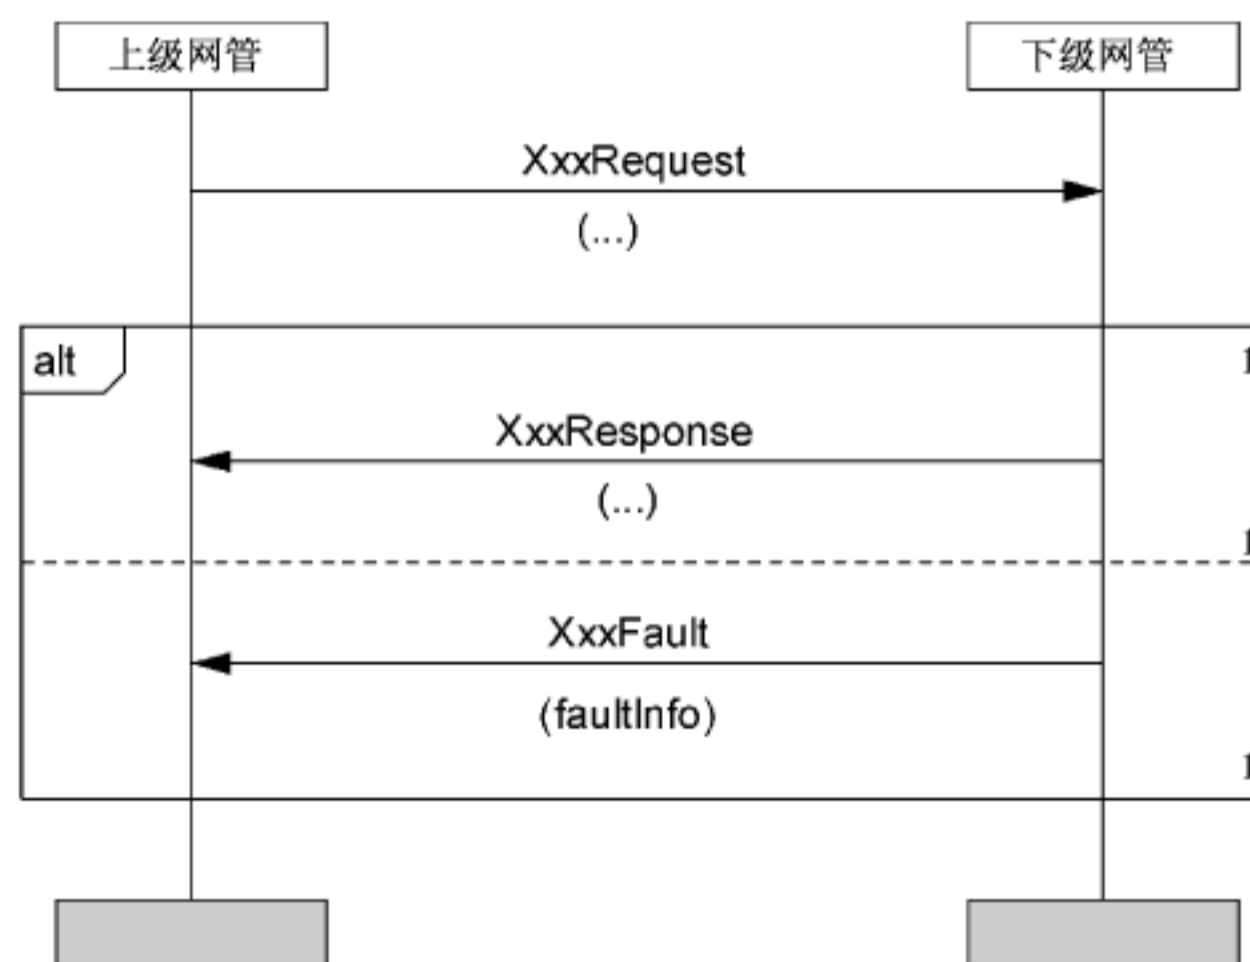 上级网管
下级网管
XxxRequest
(...)
alt
XxxResponse
(...)
XxxFault
(faultInfo)